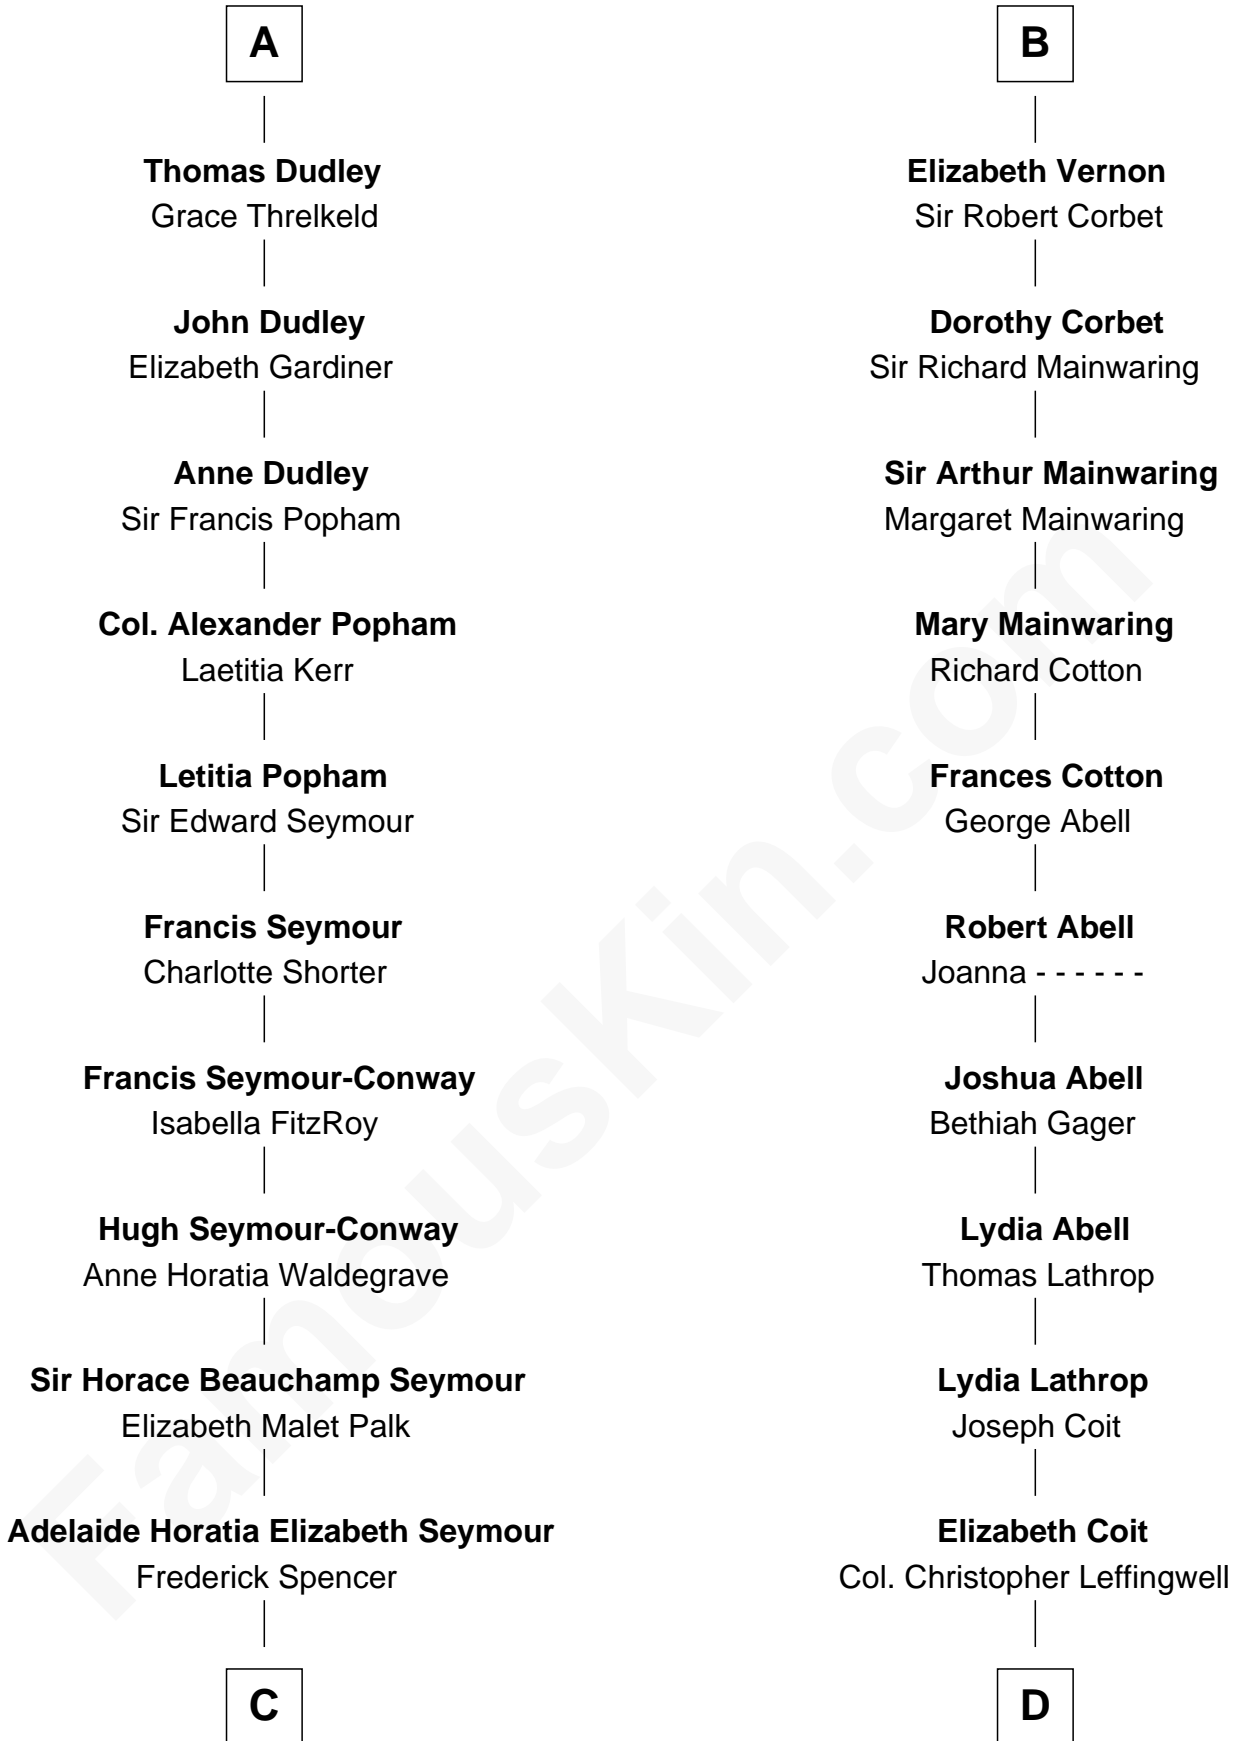 A
Thomas Dudley
Grace Threlkeld
John Dudley
Elizabeth Gardiner
Anne Dudley
Sir Francis Popham
Col. Alexander Popham
Laetitia Kerr
Letitia Popham
Sir Edward Seymour
Francis Seymour
Charlotte Shorter
Francis Seymour-Conway
Isabella FitzRoy
Hugh Seymour-Conway
Anne Horatia Waldegrave
Sir Horace Beauchamp Seymour
Elizabeth Malet Palk
Adelaide Horatia Elizabeth Seymour
Frederick Spencer
C
B
Elizabeth Vernon
Sir Robert Corbet
Dorothy Corbet
Sir Richard Mainwaring
Sir Arthur Mainwaring
Margaret Mainwaring
Mary Mainwaring
Richard Cotton
Frances Cotton
George Abell
Robert Abell
Joanna - - - - - -
Joshua Abell
Bethiah Gager
Lydia Abell
Thomas Lathrop
Lydia Lathrop
Joseph Coit
Elizabeth Coit
Col. Christopher Leffingwell
D
FamousKin.com